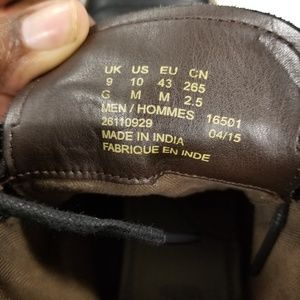 UK US EU CN
9 10 43 265
G M M 2.5
MEN / HOMMES 16501
26110929 04/15
MADE IN INDIA
FABRIQUE EN INDE